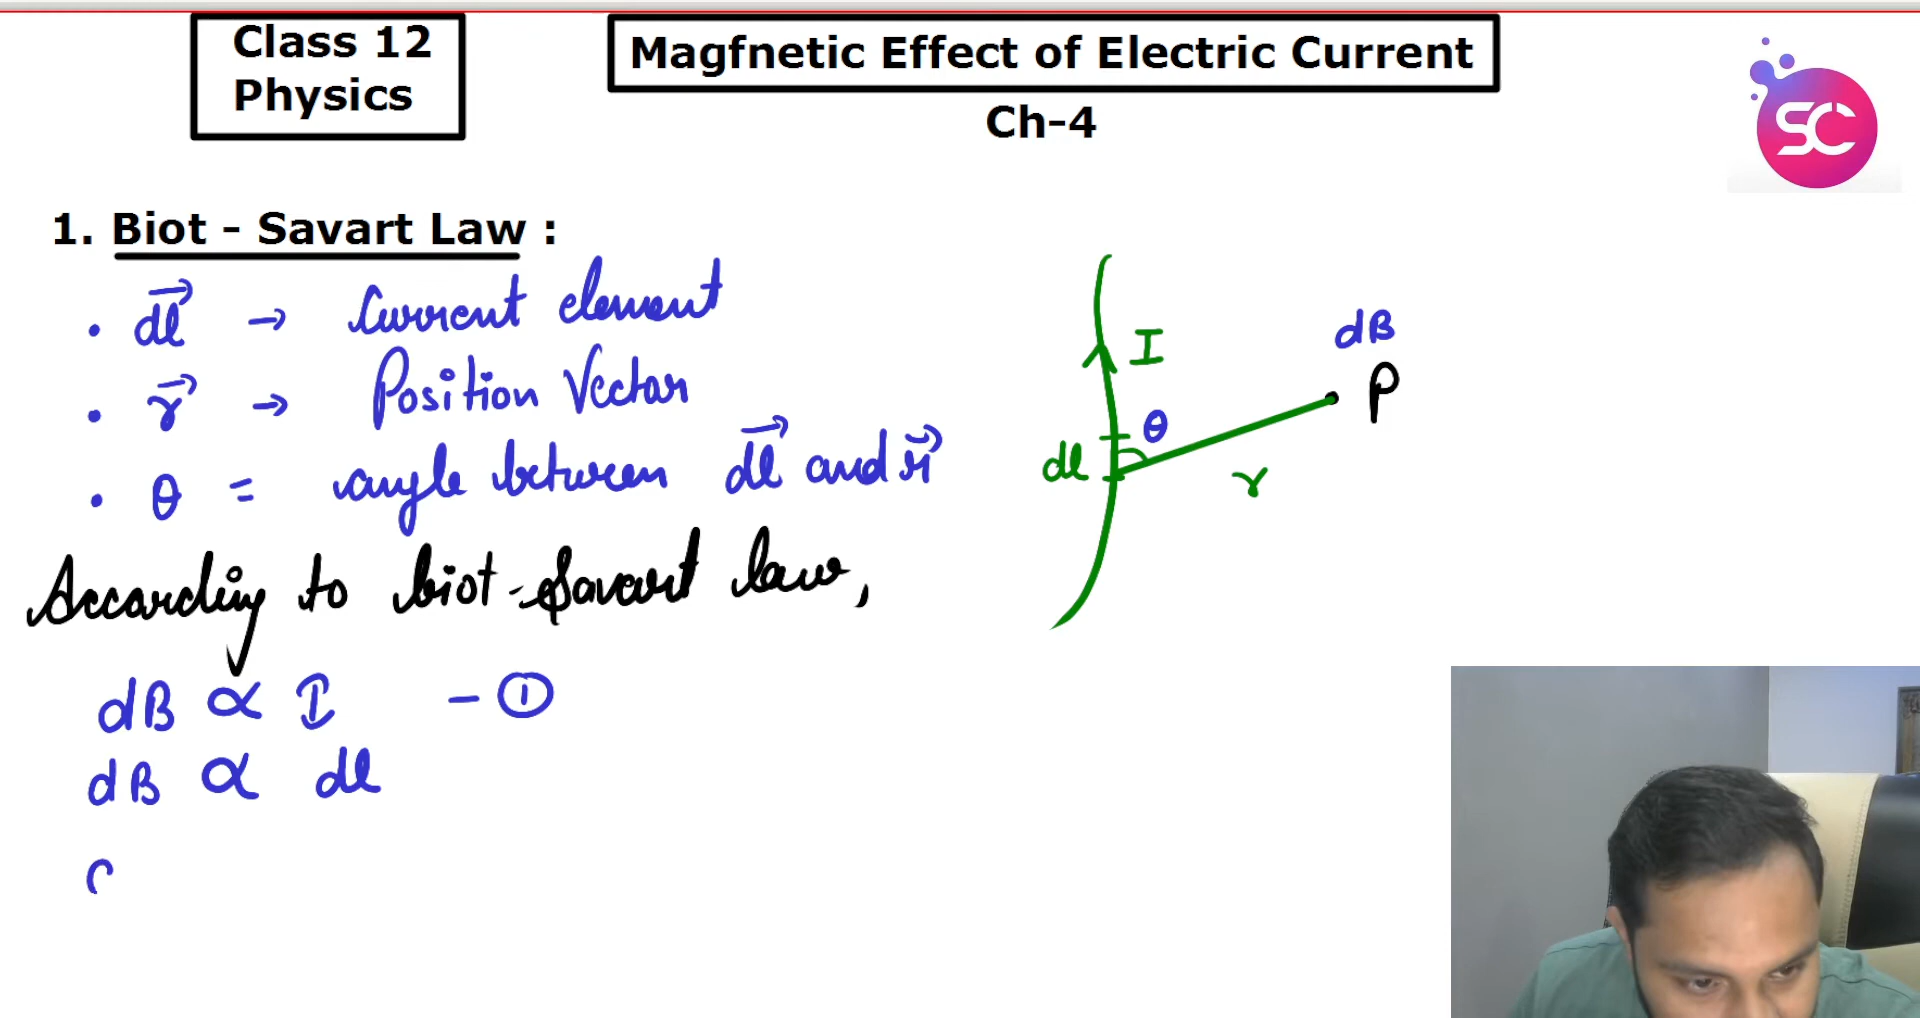 Class 12
Physics
Magfnetic Effect of Electric Current
Ch-4
SC
1. Biot - Savart Law :
• dl⃗ → Current element
• r⃗ → Position Vector
• θ = angle between dl⃗ and r⃗
According to biot-Savart law,
dB ∝ I - ①
dB ∝ dl
I
dB
P
θ
dl
r